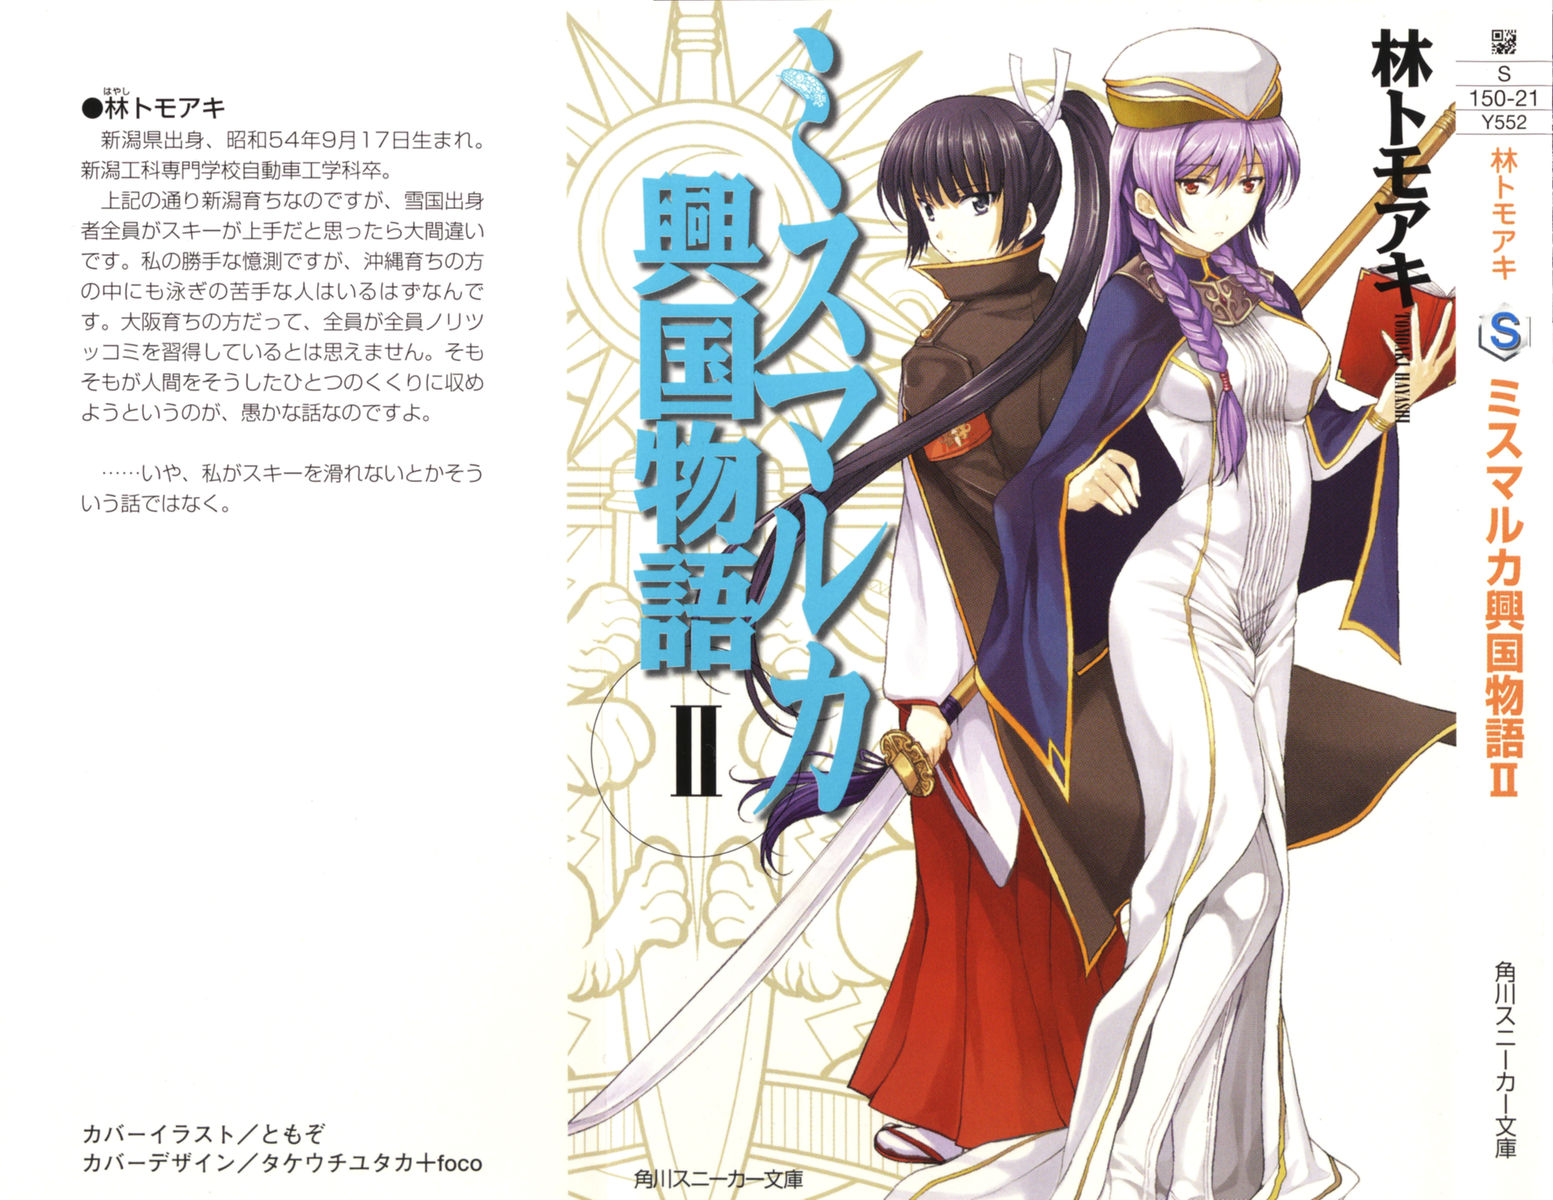 はやし
●林トモアキ
新潟県出身、昭和54年9月17日生まれ。
新潟工科専門学校自動車工学科卒。
上記の通り新潟育ちなのですが、雪国出身
者全員がスキーが上手だと思ったら大間違い
です。私の勝手な憶測ですが、沖縄育ちの方
の中にも泳ぎの苦手な人はいるはずなんで
す。大阪育ちの方だって、全員が全員ノリツ
ッコミを習得しているとは思えません。そも
そもが人間をそうしたひとつのくくりに収め
ようというのが、愚かな話なのですよ。
……いや、私がスキーを滑れないとかそう
いう話ではなく。
カバーイラスト／ともぞ
カバーデザイン／タケウチユタカ＋foco
ミスマルカ
興国物語
II
林トモアキ
TOMOAKI HAYASHI
角川スニーカー文庫
S
150-21
Y552
林トモアキ
S
ミスマルカ興国物語II
角川スニーカー文庫